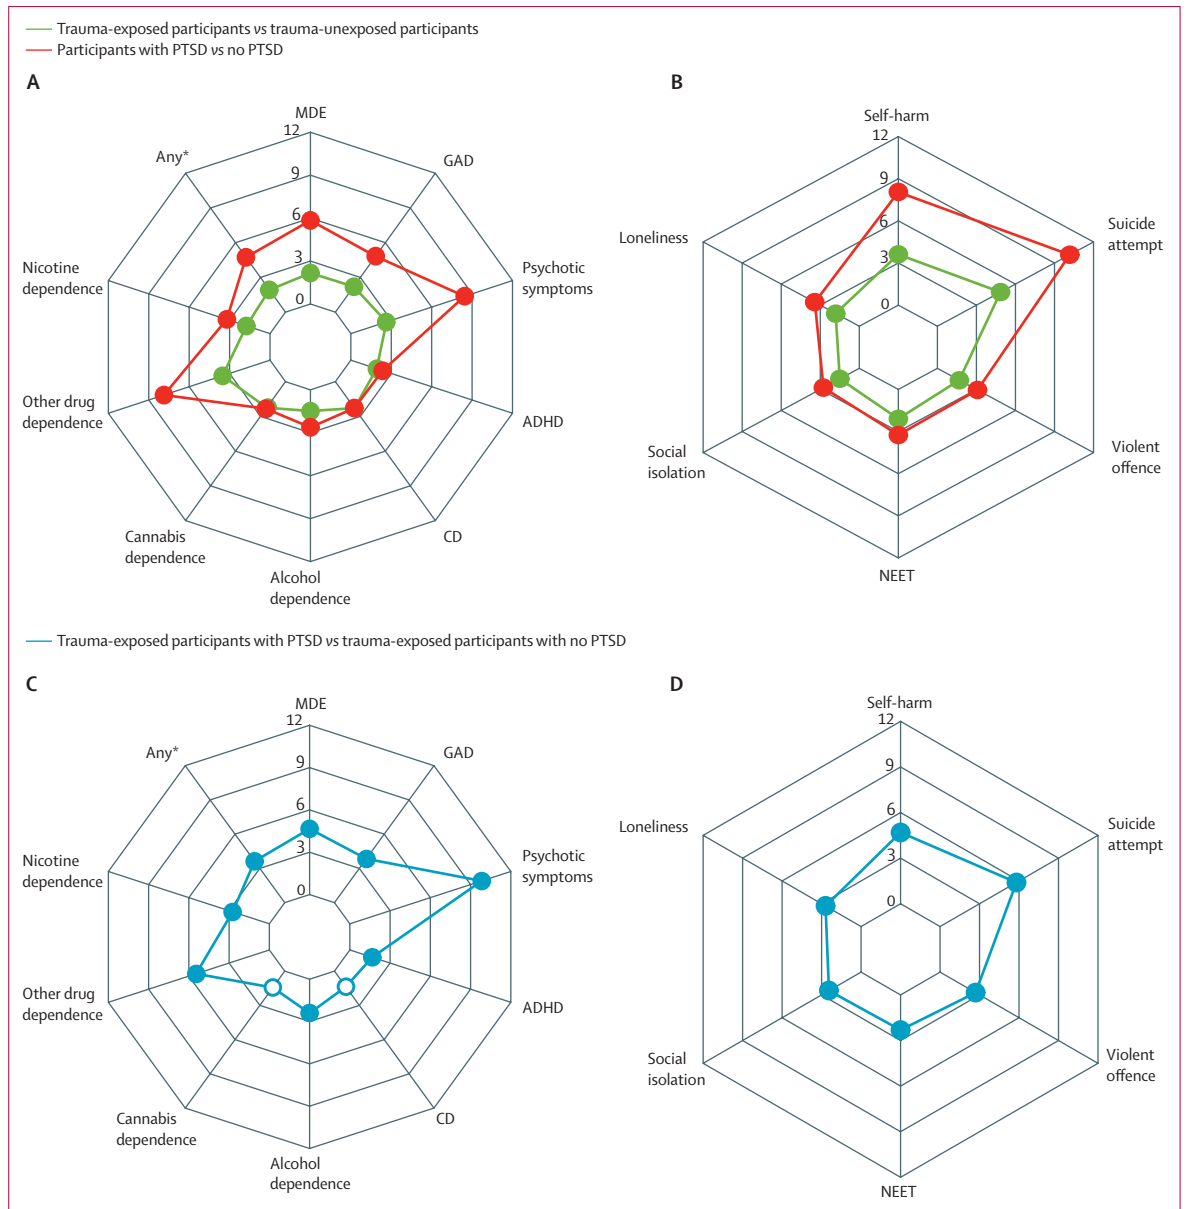 Trauma-exposed participants vs trauma-unexposed participants
Participants with PTSD vs no PTSD
A
MDE
12
9
6
3
0
GAD
Psychotic
symptoms
ADHD
CD
Alcohol
dependence
Cannabis
dependence
Other drug
dependence
Nicotine
dependence
Any*
B
Self-harm
12
9
6
3
0
Suicide
attempt
Violent
offence
NEET
Social
isolation
Loneliness
Trauma-exposed participants with PTSD vs trauma-exposed participants with no PTSD
C
MDE
12
9
6
3
0
GAD
Psychotic
symptoms
ADHD
CD
Alcohol
dependence
Cannabis
dependence
Other drug
dependence
Nicotine
dependence
Any*
D
Self-harm
12
9
6
3
0
Suicide
attempt
Violent
offence
NEET
Social
isolation
Loneliness